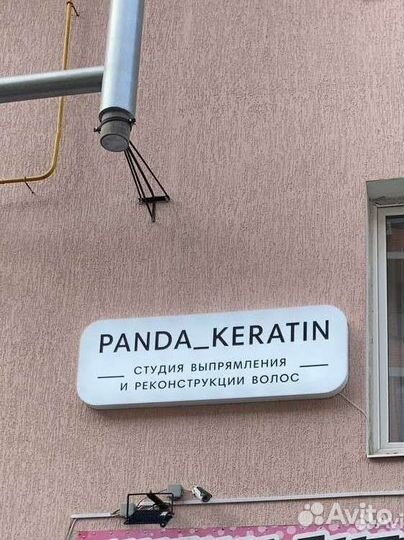 PANDA_KERATIN
СТУДИЯ ВЫПРЯМЛЕНИЯ
И РЕКОНСТРУКЦИИ ВОЛОС
Avito